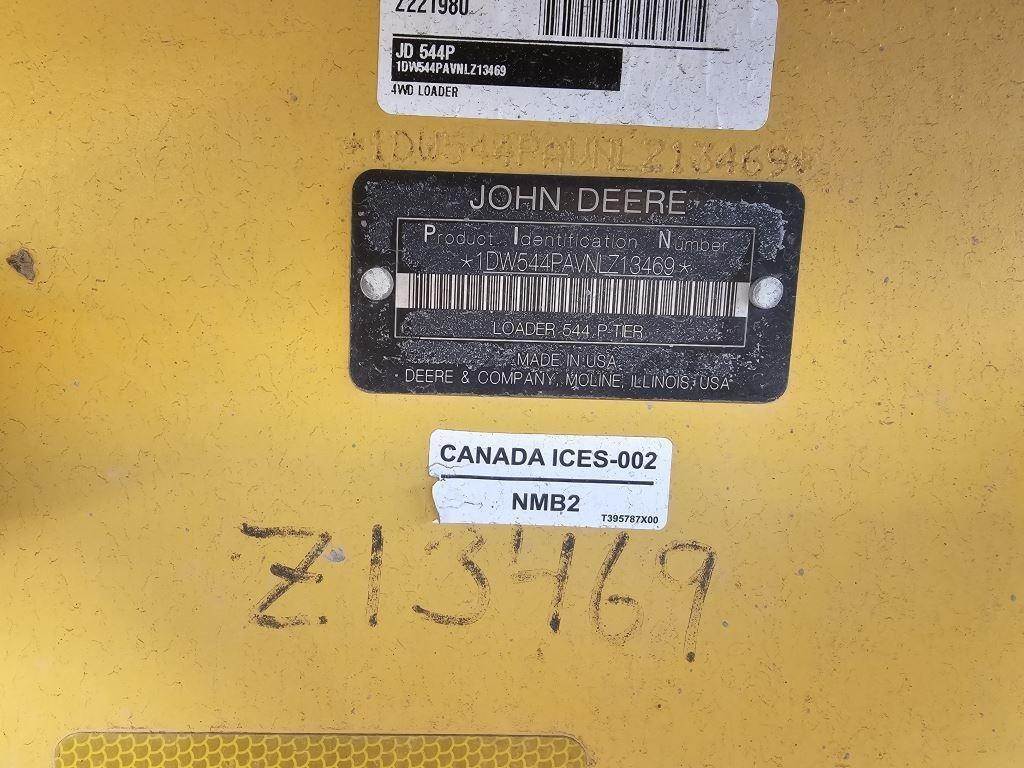 2221980
JD 544P
1DW544PAVNLZ13469
4WD LOADER
*1DW544PAVNLZ13469*
JOHN DEERE
Product Identification Number
*1DW544PAVNLZ13469*
LOADER 544 P-TIER
MADE IN USA
DEERE & COMPANY, MOLINE, ILLINOIS, USA
CANADA ICES-002
NMB2
T395787X00
Z13469